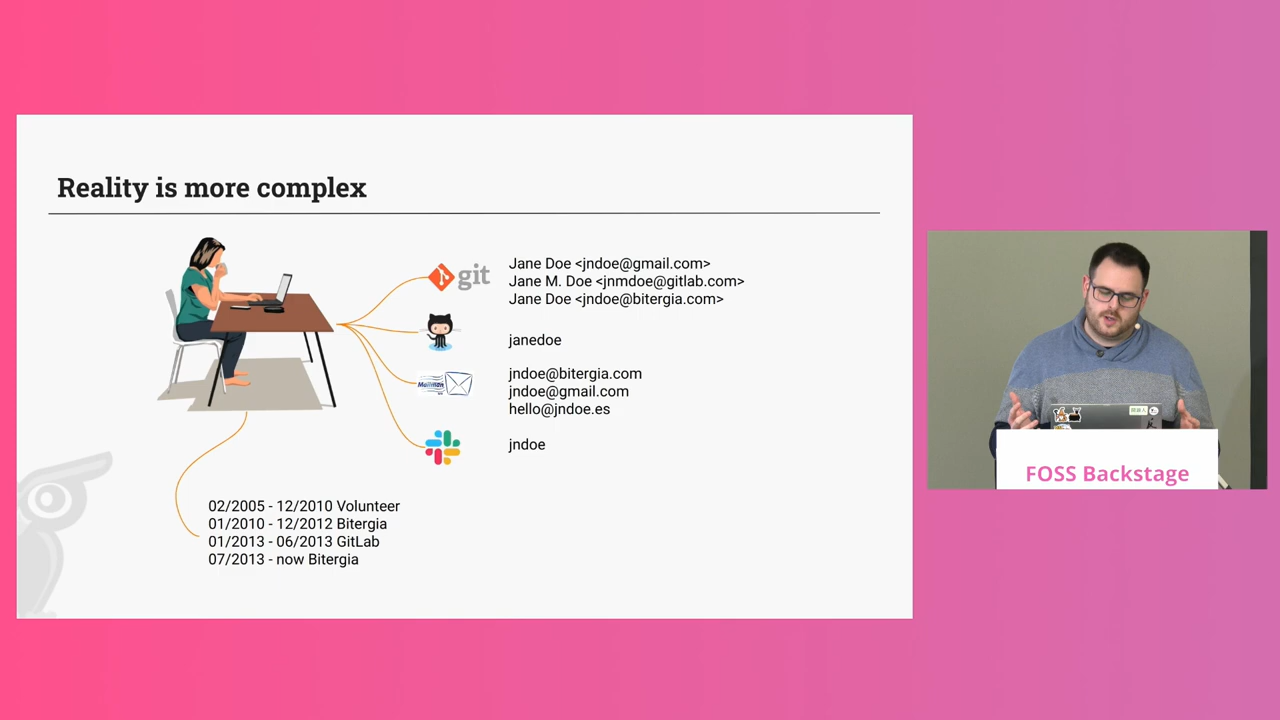 Reality is more complex
git
Jane Doe <jndoe@gmail.com>
Jane M. Doe <jnmdoe@gitlab.com>
Jane Doe <jndoe@bitergia.com>
janedoe
Mailman
jndoe@bitergia.com
jndoe@gmail.com
hello@jndoe.es
jndoe
02/2005 - 12/2010 Volunteer
01/2010 - 12/2012 Bitergia
01/2013 - 06/2013 GitLab
07/2013 - now Bitergia
FOSS Backstage